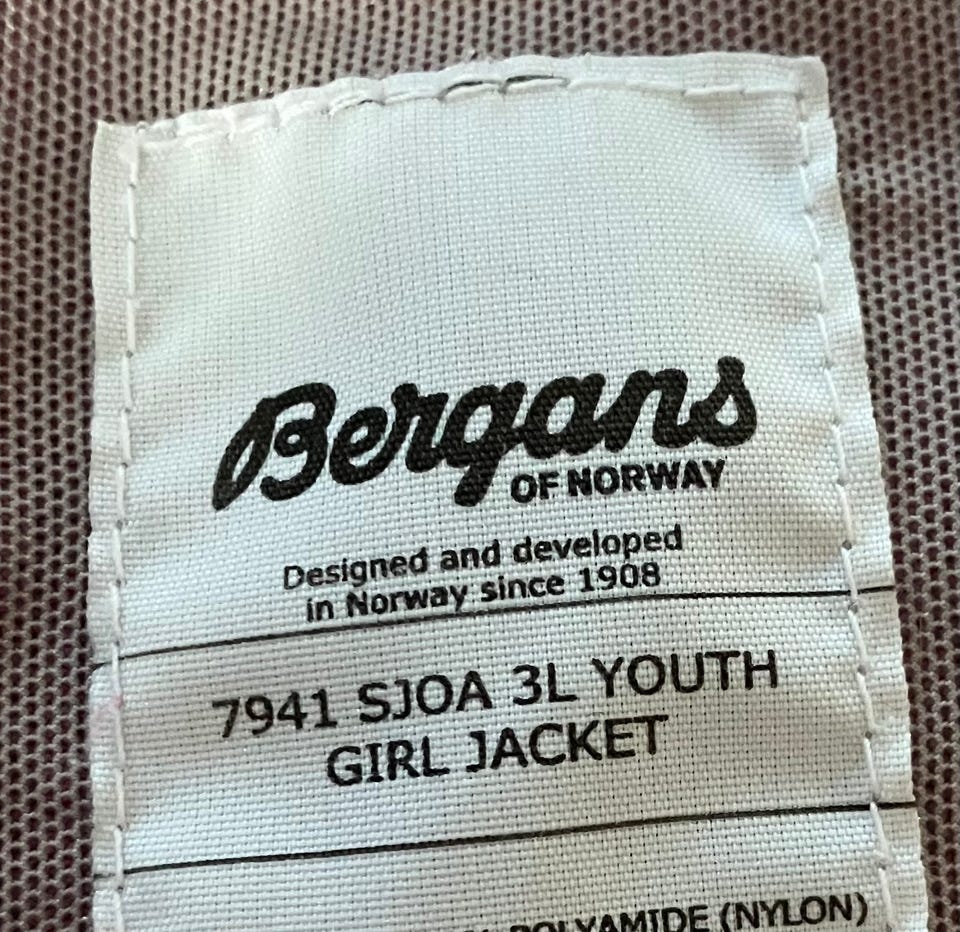 Bergans
OF NORWAY
Designed and developed
in Norway since 1908
7941 SJOA 3L YOUTH
GIRL JACKET
POLYAMIDE (NYLON)